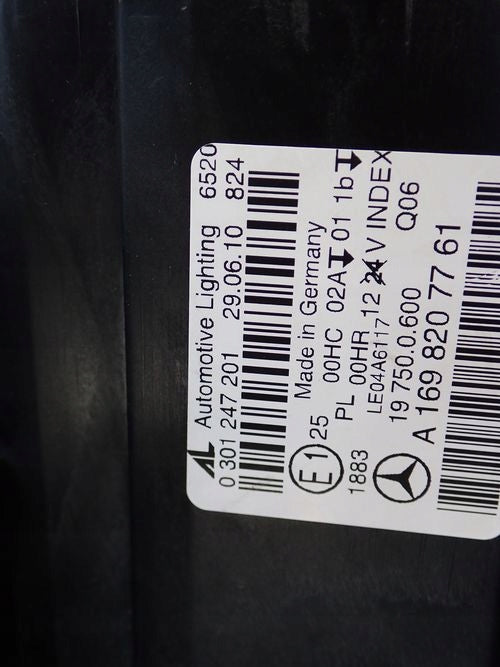 AL Automotive Lighting 6520
0 301 247 201 29.06.10 824
Made in Germany
E1 25 00HC 02A 01 1b
1883 PL 00HR
LE04A6117 12 24 V INDEX
19 750.0.600 Q06
A 169 820 77 61